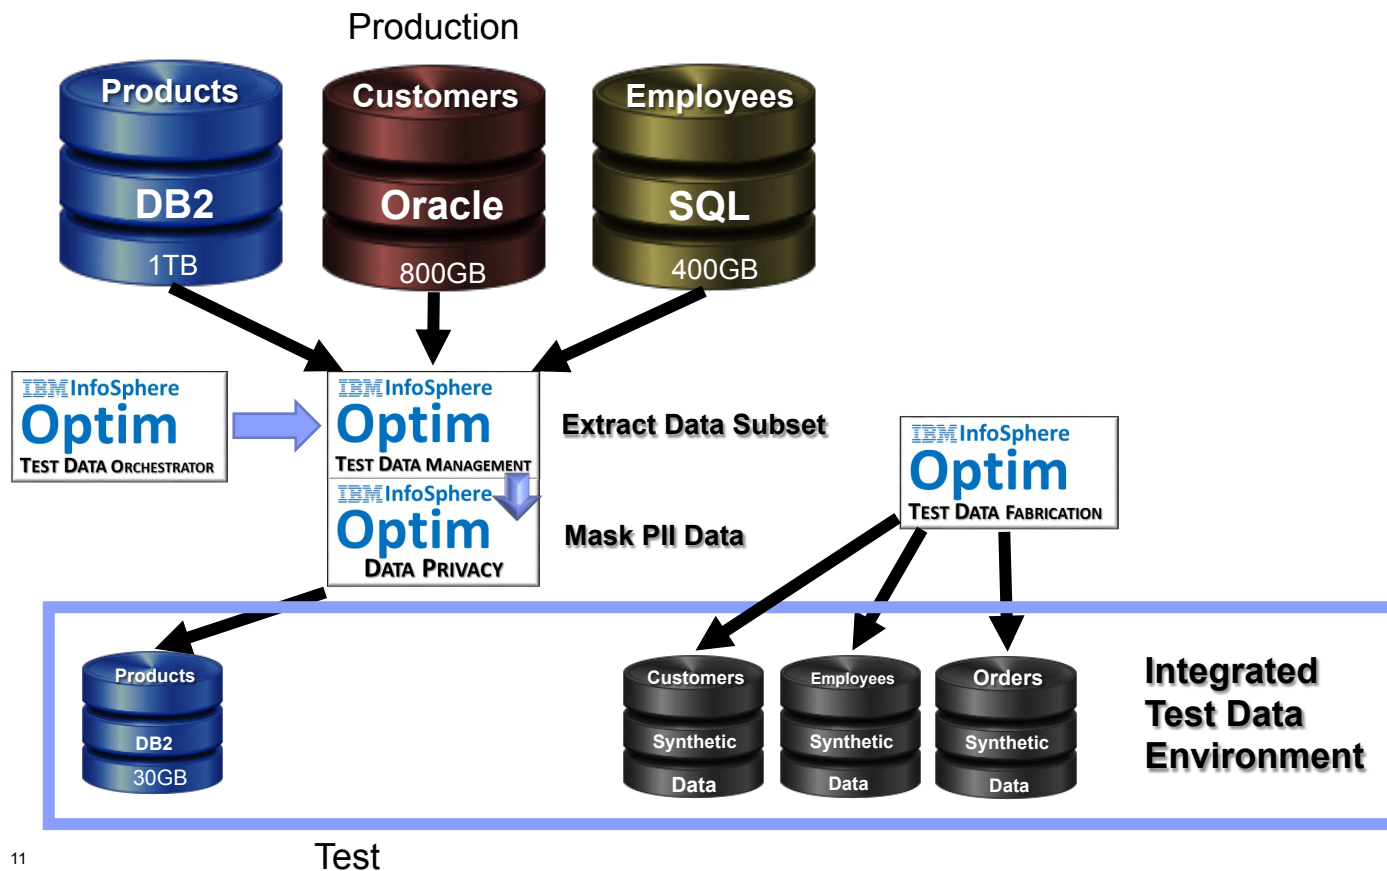 Production
Products
DB2
1TB
Customers
Oracle
800GB
Employees
SQL
400GB
IBM InfoSphere
Optim
TEST DATA ORCHESTRATOR
IBM InfoSphere
Optim
TEST DATA MANAGEMENT
Extract Data Subset
IBM InfoSphere
Optim
DATA PRIVACY
Mask PII Data
IBM InfoSphere
Optim
TEST DATA FABRICATION
Products
DB2
30GB
Customers
Synthetic
Data
Employees
Synthetic
Data
Orders
Synthetic
Data
Integrated
Test Data
Environment
11
Test